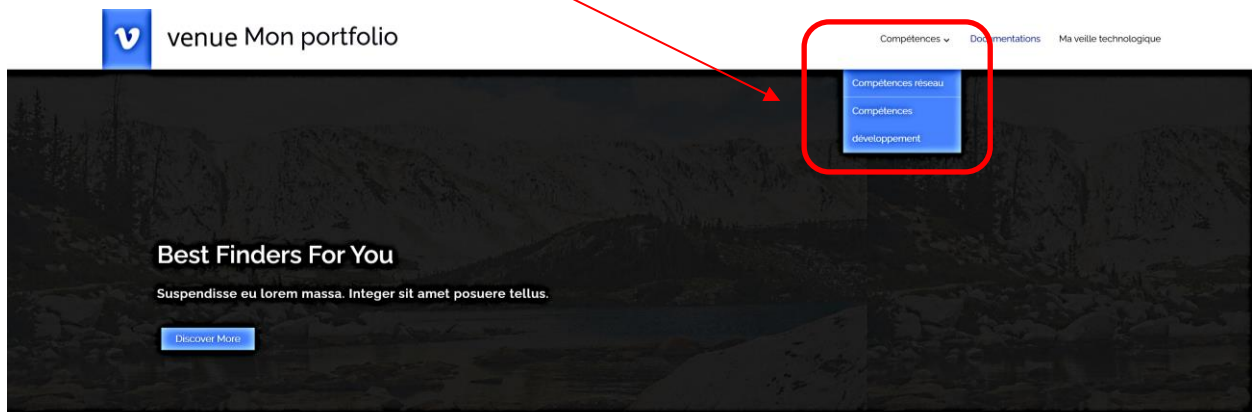 venue Mon portfolio
Compétences Documentations Ma veille technologique
Compétences réseau
Compétences
développement
Best Finders For You
Suspendisse eu lorem massa. Integer sit amet posuere tellus.
Discover More